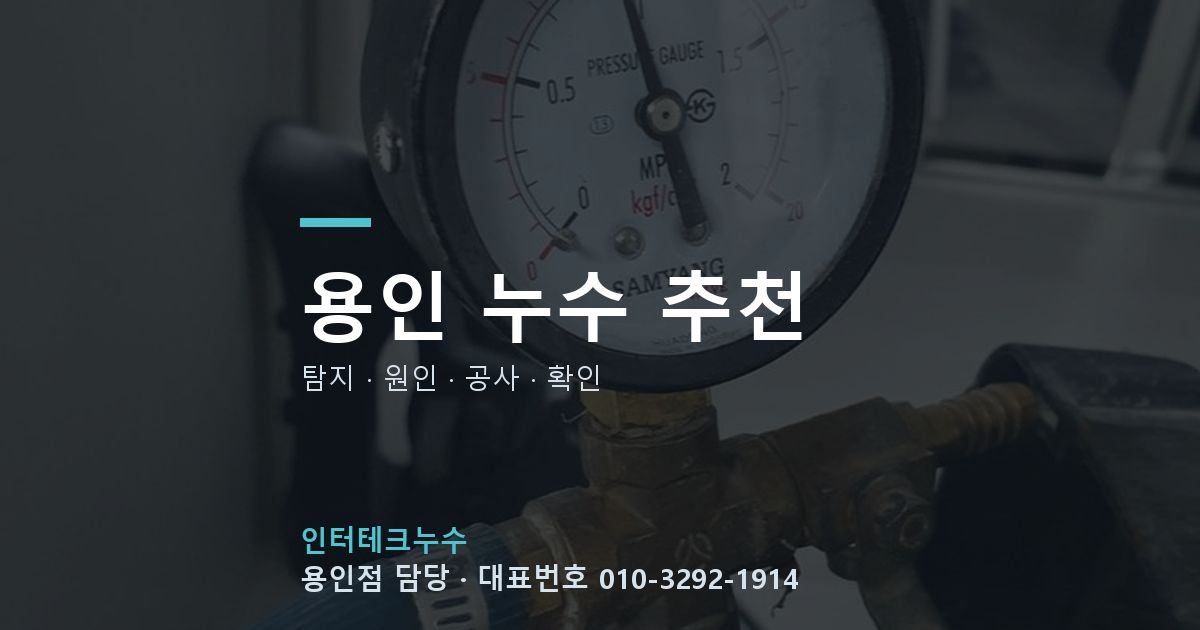 PRESSURE GAUGE
0.5
1.5
5
15
T3
K
MP
0
2
kgf/c
0
20
SAMYANG
용인 누수 추천
탐지 · 원인 · 공사 · 확인
인터테크누수
용인점 담당 · 대표번호 010-3292-1914